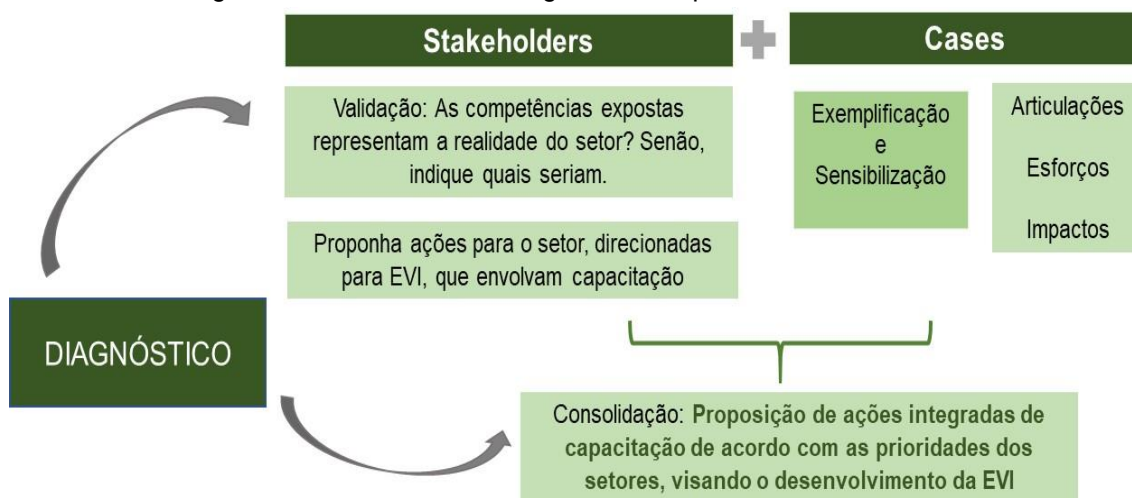 Stakeholders
Cases
Validação: As competências expostas
representam a realidade do setor? Senão,
indique quais seriam.
Exemplificação
e
Sensibilização
Articulações
Esforços
Impactos
Proponha ações para o setor, direcionadas
para EVI, que envolvam capacitação
DIAGNÓSTICO
Consolidação: Proposição de ações integradas de
capacitação de acordo com as prioridades dos
setores, visando o desenvolvimento da EVI